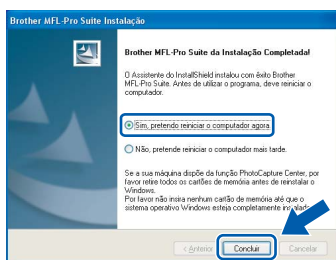 Brother MFL-Pro Suite Instalação
Brother MFL-Pro Suite da Instalação Completada!
O Assistente do InstallShield instalou com êxito Brother
MFL-Pro Suite. Antes de utilizar o programa, deve reiniciar o
computador.
Sim, pretendo reiniciar o computador agora.
Não, pretende reiniciar o computador mais tarde.
Se a sua máquina dispõe da função PhotoCapture Center, por
favor retire todos os cartões de memória antes de reinstalar o
Windows.
Por favor não insira nenhum cartão de memória até que o
sistema operativo Windows esteja completamente instalado.
< Anterior
Concluir
Cancelar